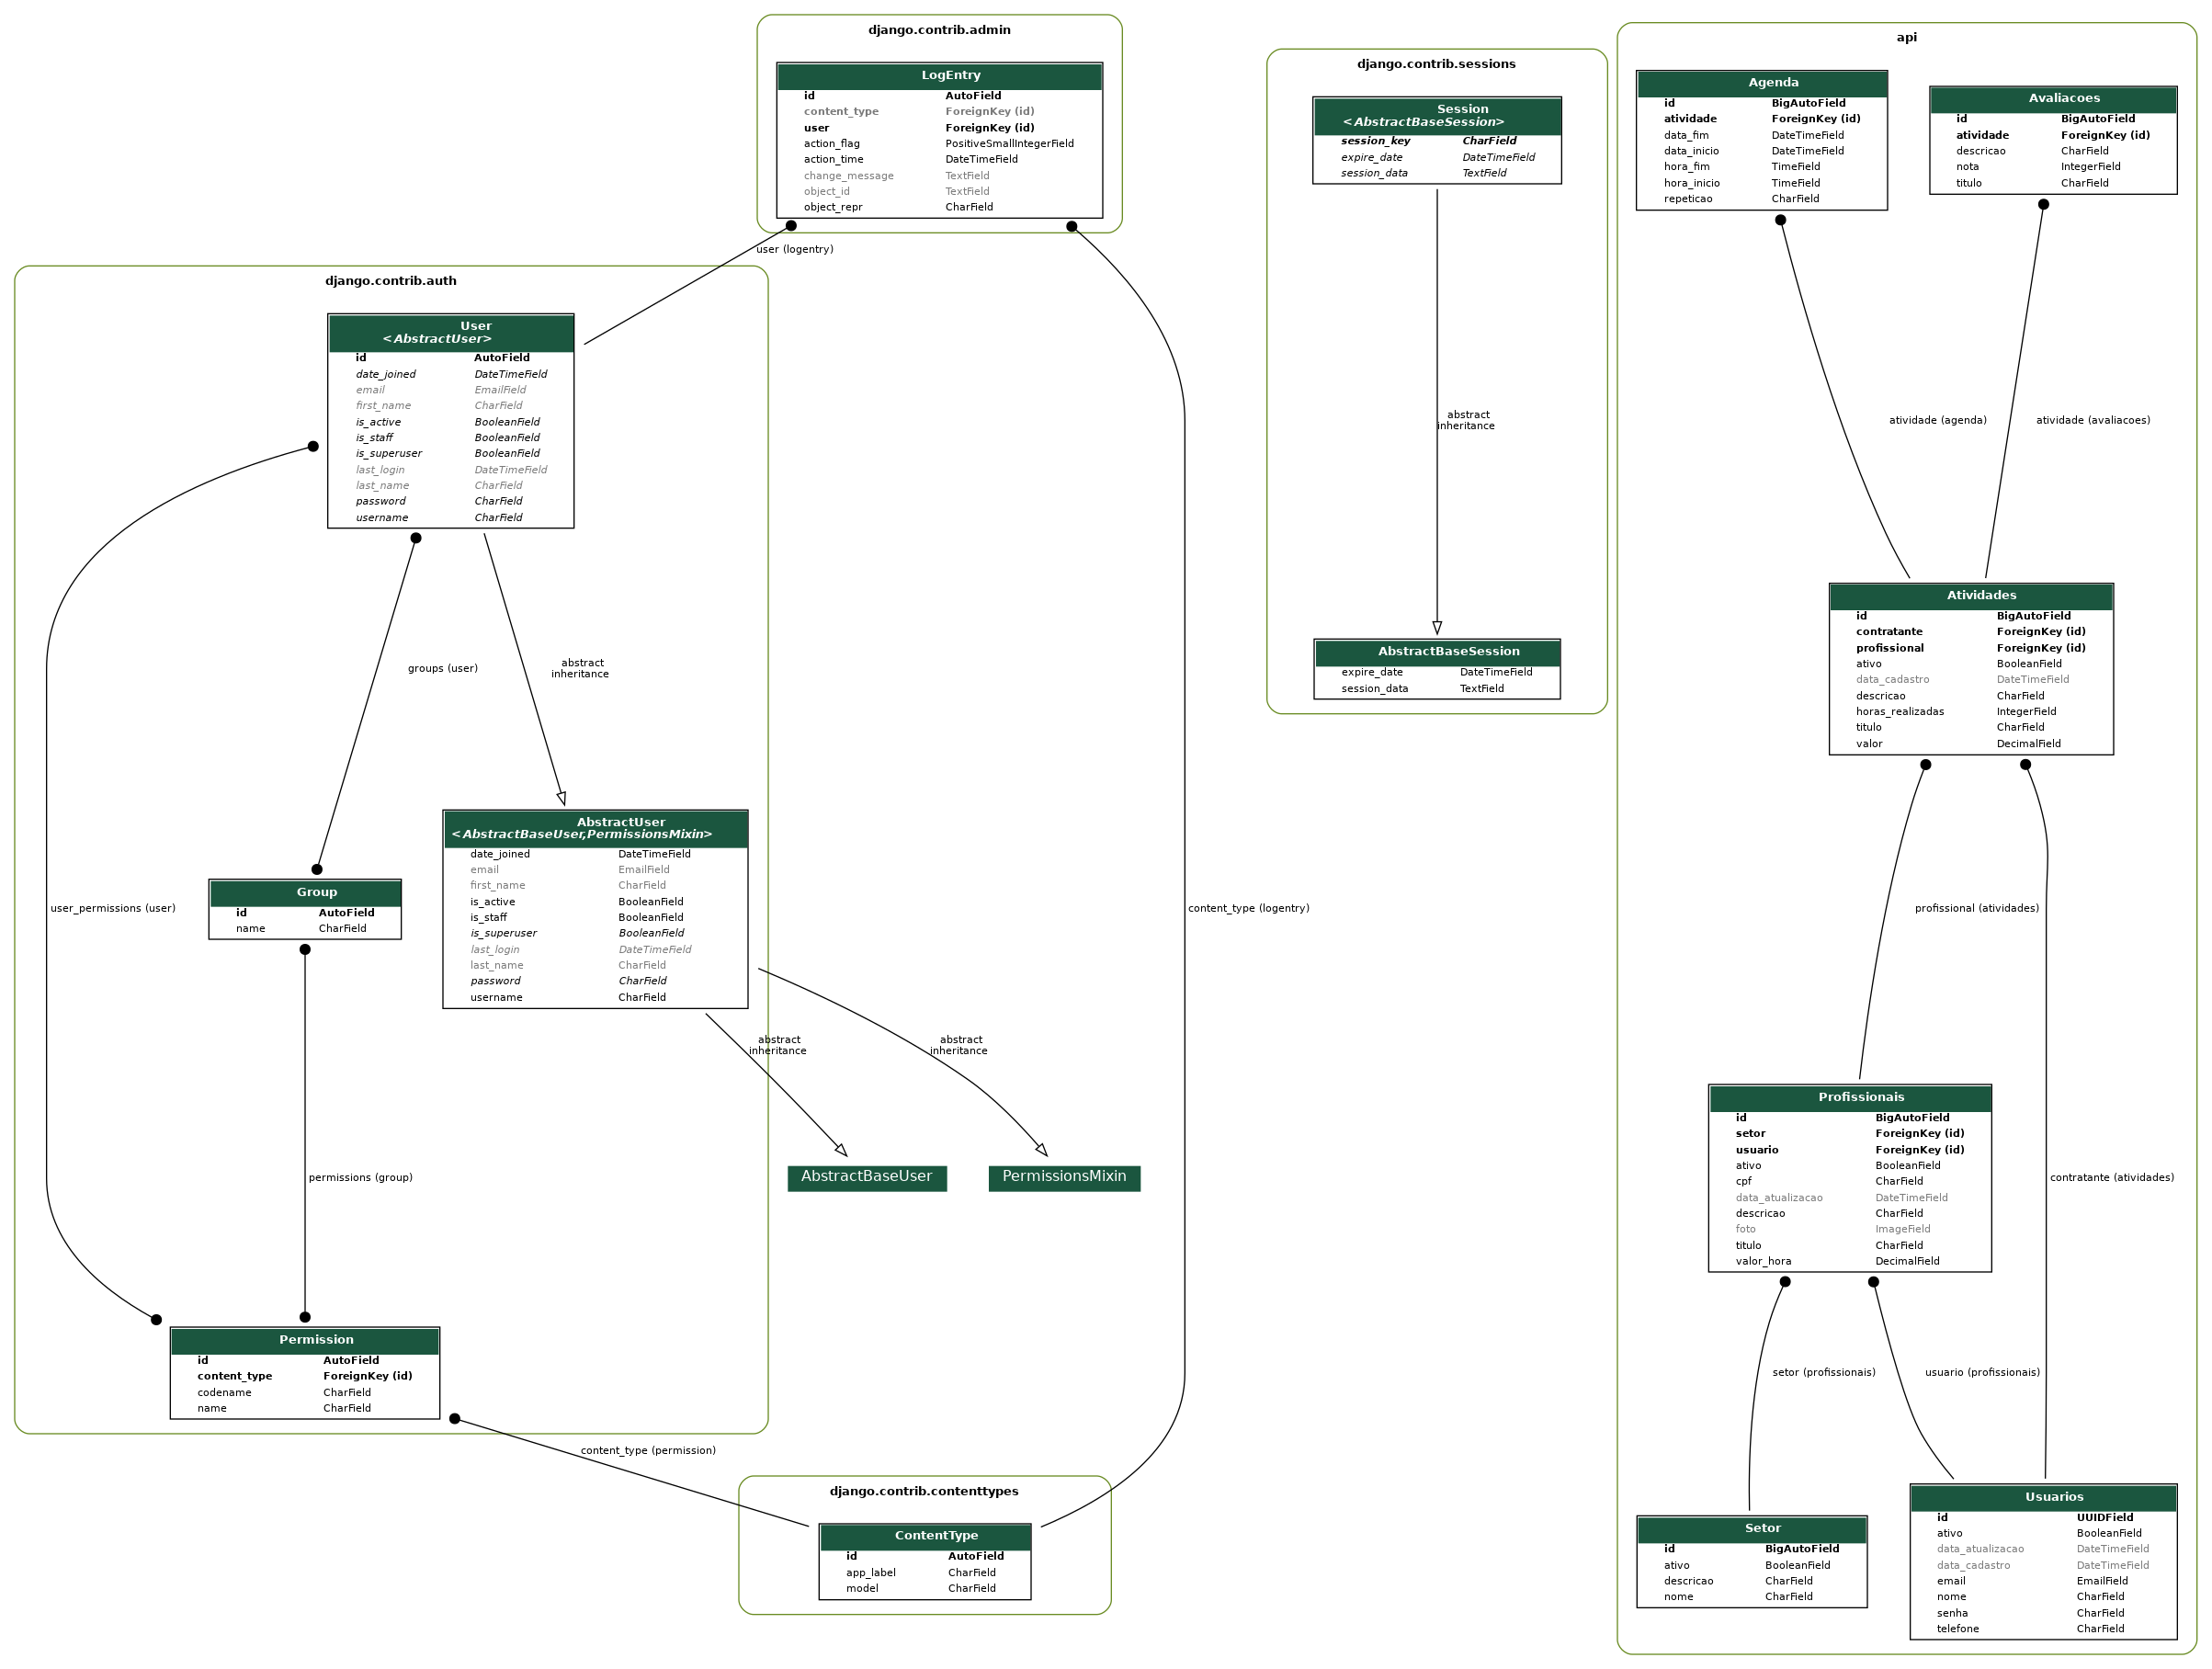 django.contrib.admin
LogEntry
id AutoField
content_type ForeignKey (id)
user ForeignKey (id)
action_flag PositiveSmallIntegerField
action_time DateTimeField
change_message TextField
object_id TextField
object_repr CharField
user (logentry)
django.contrib.auth
User
<AbstractUser>
id AutoField
date_joined DateTimeField
email EmailField
first_name CharField
is_active BooleanField
is_staff BooleanField
is_superuser BooleanField
last_login DateTimeField
last_name CharField
password CharField
username CharField
groups (user)
abstract
inheritance
AbstractUser
<AbstractBaseUser,PermissionsMixin>
date_joined DateTimeField
email EmailField
first_name CharField
is_active BooleanField
is_staff BooleanField
is_superuser BooleanField
last_login DateTimeField
last_name CharField
password CharField
username CharField
Group
id AutoField
name CharField
user_permissions (user)
abstract
inheritance
abstract
inheritance
AbstractBaseUser
PermissionsMixin
permissions (group)
Permission
id AutoField
content_type ForeignKey (id)
codename CharField
name CharField
content_type (permission)
content_type (logentry)
django.contrib.contenttypes
ContentType
id AutoField
app_label CharField
model CharField
django.contrib.sessions
Session
<AbstractBaseSession>
session_key CharField
expire_date DateTimeField
session_data TextField
abstract
inheritance
AbstractBaseSession
expire_date DateTimeField
session_data TextField
api
Agenda
id BigAutoField
atividade ForeignKey (id)
data_fim DateTimeField
data_inicio DateTimeField
hora_fim TimeField
hora_inicio TimeField
repeticao CharField
Avaliacoes
id BigAutoField
atividade ForeignKey (id)
descricao CharField
nota IntegerField
titulo CharField
atividade (agenda)
atividade (avaliacoes)
Atividades
id BigAutoField
contratante ForeignKey (id)
profissional ForeignKey (id)
ativo BooleanField
data_cadastro DateTimeField
descricao CharField
horas_realizadas IntegerField
titulo CharField
valor DecimalField
profissional (atividades)
contratante (atividades)
Profissionais
id BigAutoField
setor ForeignKey (id)
usuario ForeignKey (id)
ativo BooleanField
cpf CharField
data_atualizacao DateTimeField
descricao CharField
foto ImageField
titulo CharField
valor_hora DecimalField
setor (profissionais)
usuario (profissionais)
Setor
id BigAutoField
ativo BooleanField
descricao CharField
nome CharField
Usuarios
id UUIDField
ativo BooleanField
data_atualizacao DateTimeField
data_cadastro DateTimeField
email EmailField
nome CharField
senha CharField
telefone CharField